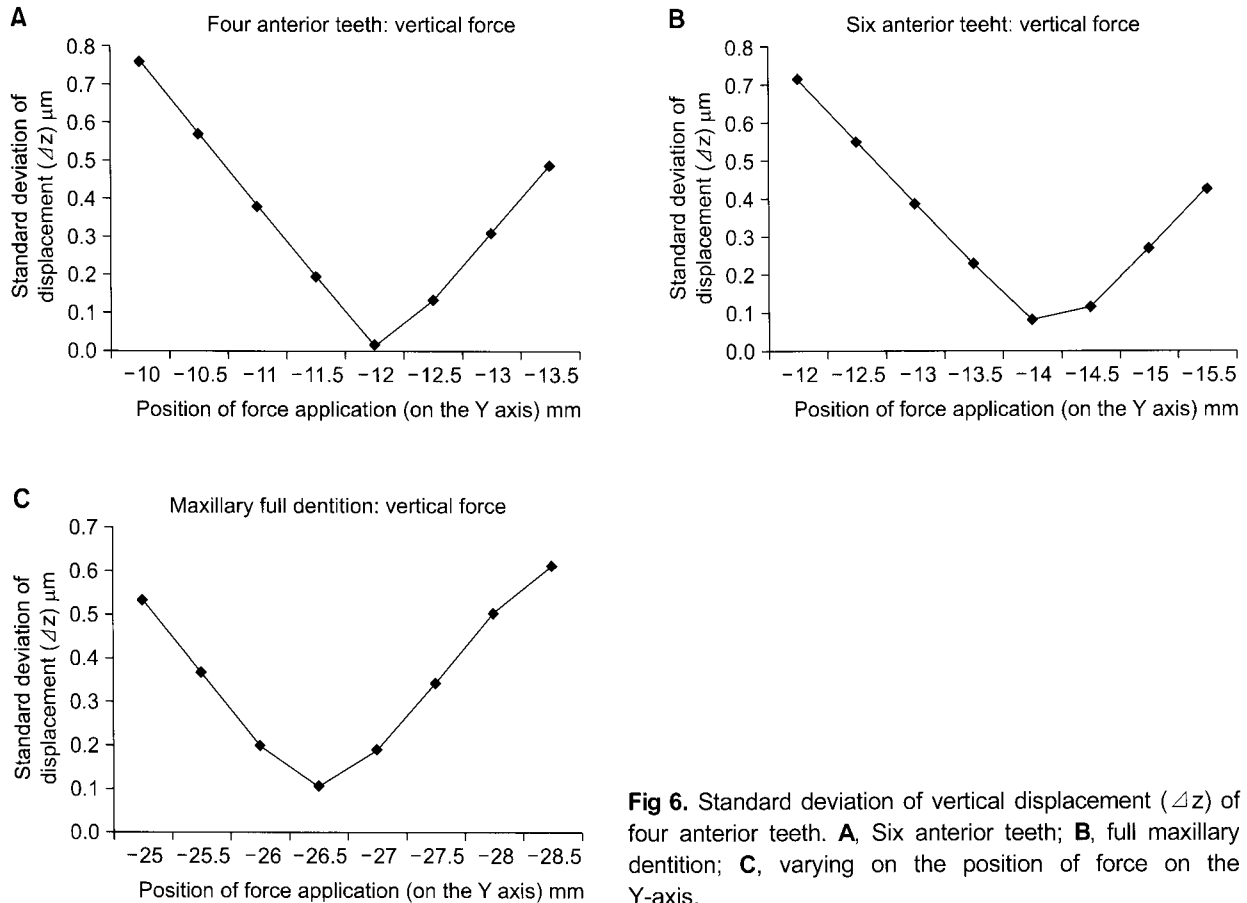 A
Four anterior teeth: vertical force
Standard deviation of
displacement (⊿z) μm
0.8
0.7
0.6
0.5
0.4
0.3
0.2
0.1
0.0
−10 −10.5 −11 −11.5 −12 −12.5 −13 −13.5
Position of force application (on the Y axis) mm
B
Six anterior teeht: vertical force
Standard deviation of
displacement (⊿z) μm
0.8
0.7
0.6
0.5
0.4
0.3
0.2
0.1
0.0
−12 −12.5 −13 −13.5 −14 −14.5 −15 −15.5
Position of force application (on the Y axis) mm
C
Maxillary full dentition: vertical force
Standard deviation of
displacement (⊿z) μm
0.7
0.6
0.5
0.4
0.3
0.2
0.1
0.0
−25 −25.5 −26 −26.5 −27 −27.5 −28 −28.5
Position of force application (on the Y axis) mm
Fig 6. Standard deviation of vertical displacement (⊿z) of
four anterior teeth. A, Six anterior teeth; B, full maxillary
dentition; C, varying on the position of force on the
Y-axis.